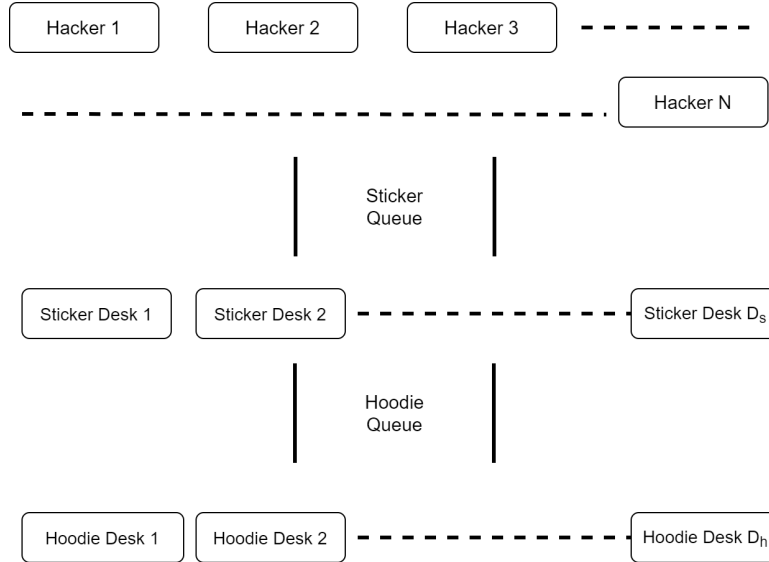 Hacker 1
Hacker 2
Hacker 3
Hacker N
Sticker
Queue
Sticker Desk 1
Sticker Desk 2
Sticker Desk Dₛ
Hoodie
Queue
Hoodie Desk 1
Hoodie Desk 2
Hoodie Desk Dₕ